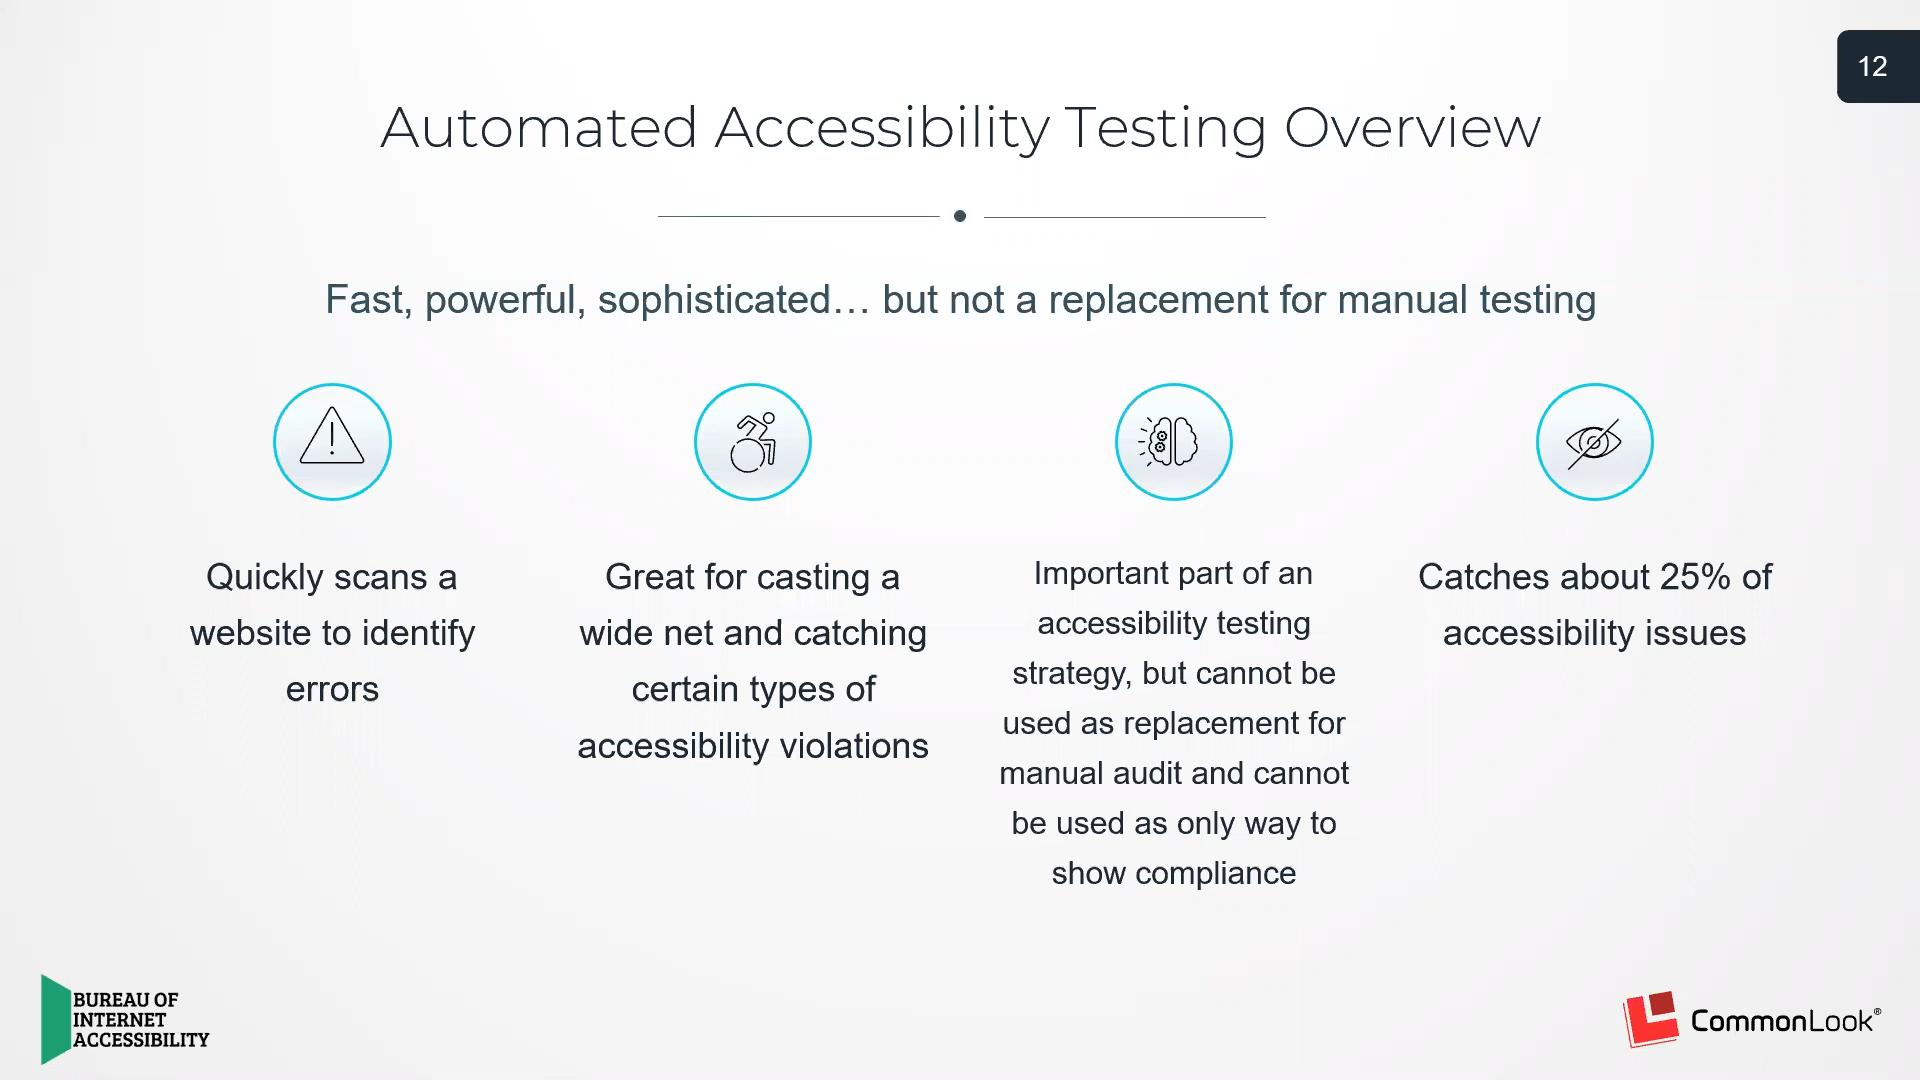 12
Automated Accessibility Testing Overview
Fast, powerful, sophisticated… but not a replacement for manual testing
Quickly scans a
website to identify
errors
Great for casting a
wide net and catching
certain types of
accessibility violations
Important part of an
accessibility testing
strategy, but cannot be
used as replacement for
manual audit and cannot
be used as only way to
show compliance
Catches about 25% of
accessibility issues
BUREAU OF
INTERNET
ACCESSIBILITY
CommonLook®